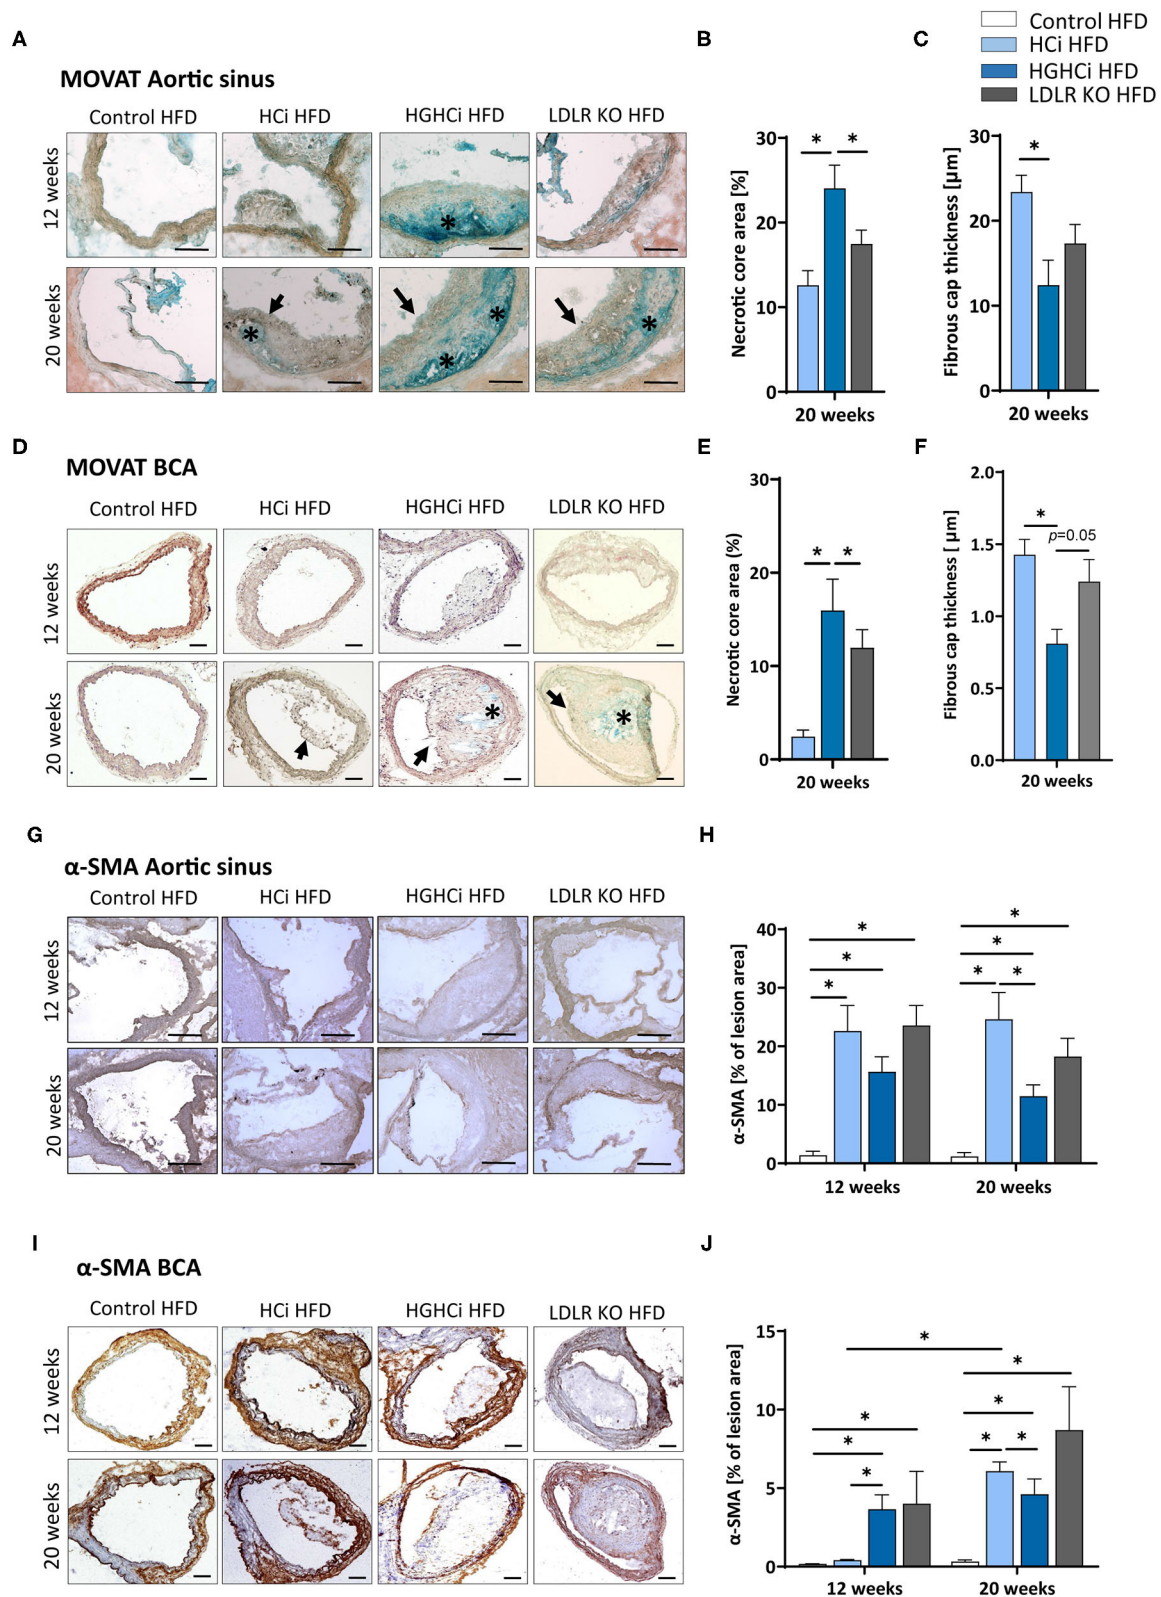 Control HFD
HCi HFD
HGHCi HFD
LDLR KO HFD
A
MOVAT Aortic sinus
Control HFD HCi HFD HGHCi HFD LDLR KO HFD
12 weeks
*
20 weeks
* * * *
B
Necrotic core area [%]
30
20
10
0
* *
20 weeks
C
Fibrous cap thickness [µm]
30
20
10
0
*
20 weeks
D
MOVAT BCA
Control HFD HCi HFD HGHCi HFD LDLR KO HFD
12 weeks
20 weeks
* *
E
Necrotic core area (%)
30
20
10
0
* *
20 weeks
F
Fibrous cap thickness [ µm]
2.0
1.5
1.0
0.5
0.0
*
p=0.05
20 weeks
G
α-SMA Aortic sinus
Control HFD HCi HFD HGHCi HFD LDLR KO HFD
12 weeks
20 weeks
H
α-SMA [% of lesion area]
40
30
20
10
0
* * *
* * * *
12 weeks 20 weeks
I
α-SMA BCA
Control HFD HCi HFD HGHCi HFD LDLR KO HFD
12 weeks
20 weeks
J
α-SMA [% of lesion area]
15
10
5
0
*
* * *
* * * *
12 weeks 20 weeks